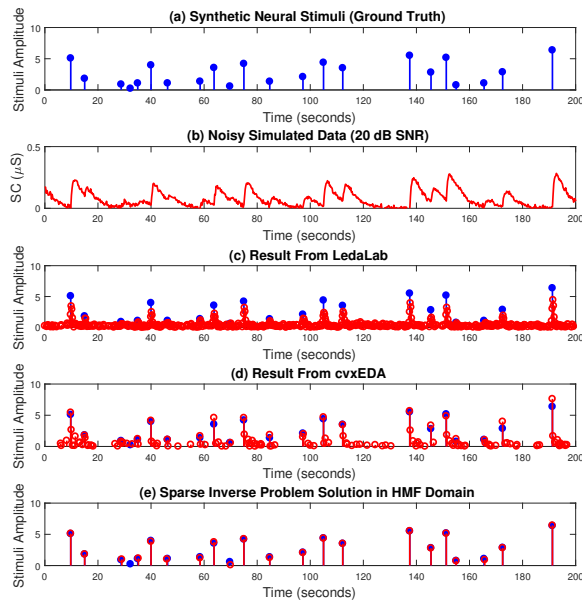 (a) Synthetic Neural Stimuli (Ground Truth)
Stimuli Amplitude
10
5
0
0 20 40 60 80 100 120 140 160 180 200
Time (seconds)
(b) Noisy Simulated Data (20 dB SNR)
SC (μS)
0.5
0
0 20 40 60 80 100 120 140 160 180 200
Time (seconds)
(c) Result From LedaLab
Stimuli Amplitude
10
5
0
0 20 40 60 80 100 120 140 160 180 200
Time (seconds)
(d) Result From cvxEDA
Stimuli Amplitude
10
5
0
0 20 40 60 80 100 120 140 160 180 200
Time (seconds)
(e) Sparse Inverse Problem Solution in HMF Domain
Stimuli Amplitude
10
5
0
0 20 40 60 80 100 120 140 160 180 200
Time (seconds)